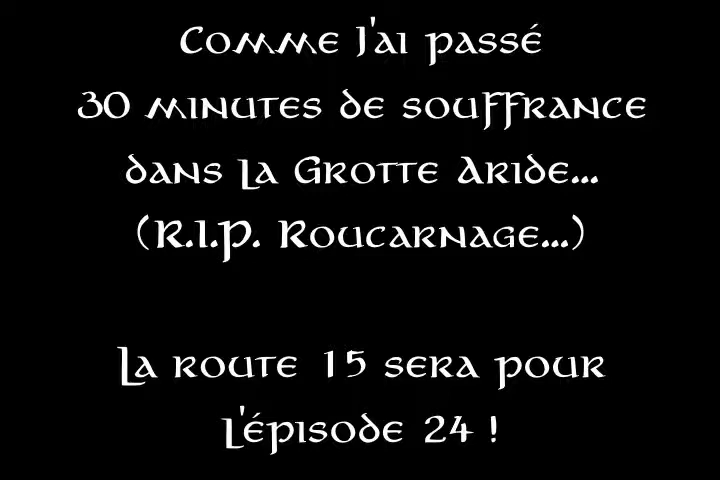 Comme j'ai passé
30 minutes de souffrance
dans la Grotte Aride...
(R.I.P. Roucarnage...)
La route 15 sera pour
l'épisode 24 !